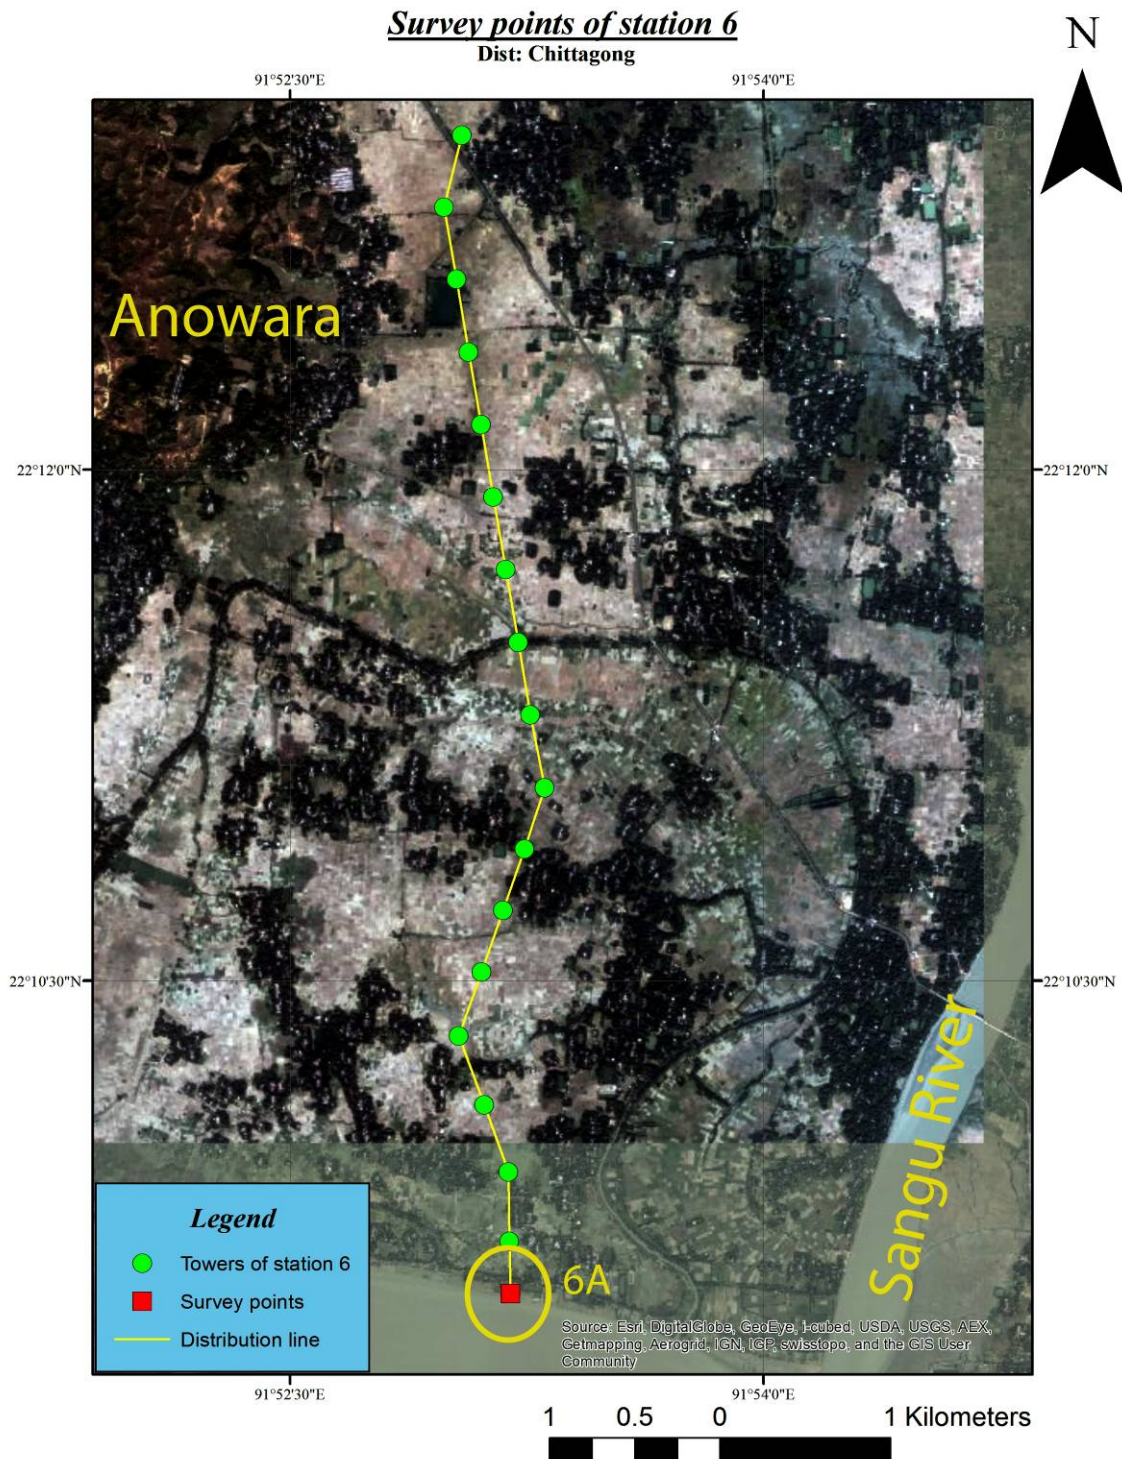 Survey points of station 6
Dist: Chittagong
N
91°52'30"E
91°54'0"E
Anowara
22°12'0"N
22°12'0"N
22°10'30"N
22°10'30"N
Sangu River
Legend
Towers of station 6
Survey points
Distribution line
6A
Source: Esri, DigitalGlobe, GeoEye, i-cubed, USDA, USGS, AEX,
Getmapping, Aerogrid, IGN, IGP, swisstopo, and the GIS User
Community
91°52'30"E
91°54'0"E
1 0.5 0 1 Kilometers